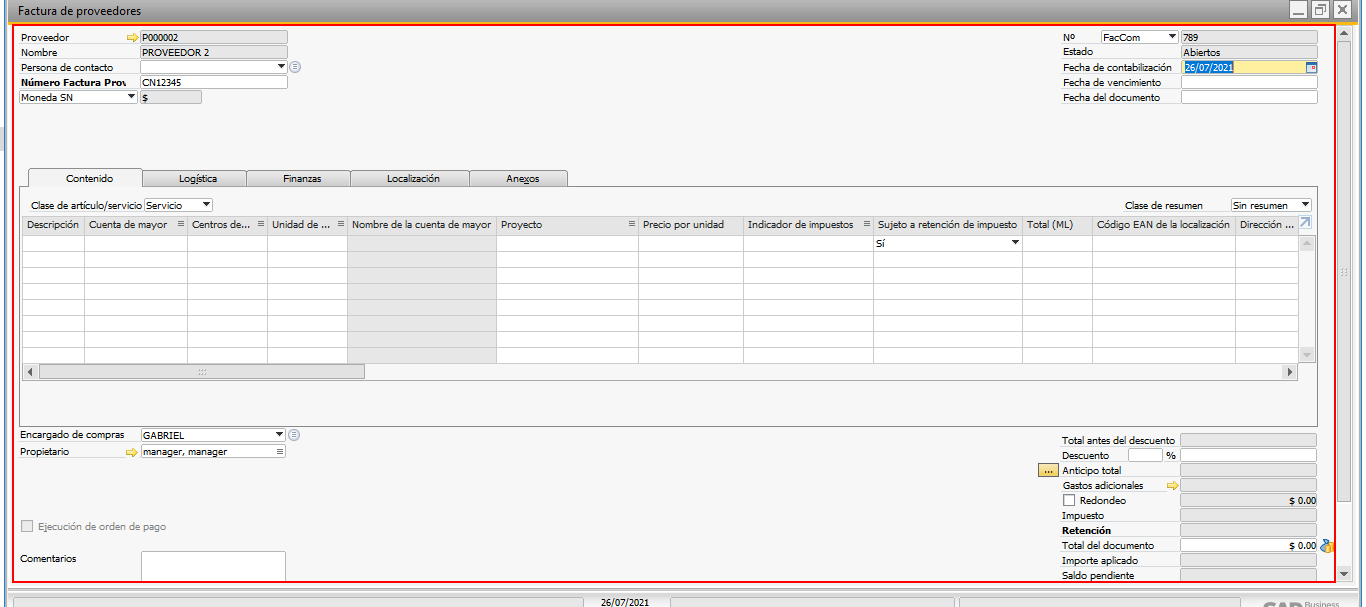 Factura de proveedores
Proveedor P000002
Nombre PROVEEDOR 2
Persona de contacto
Número Factura Prov CN12345
Moneda SN $
Nº FacCom 789
Estado Abiertos
Fecha de contabilización 26/07/2021
Fecha de vencimiento
Fecha del documento
Contenido Logística Finanzas Localización Anexos
Clase de artículo/servicio Servicio Clase de resumen Sin resumen
Descripción Cuenta de mayor Centros de... Unidad de ... Nombre de la cuenta de mayor Proyecto Precio por unidad Indicador de impuestos Sujeto a retención de impuesto Total (ML) Código EAN de la localización Dirección ...
Sí
Encargado de compras GABRIEL
Propietario manager, manager
Ejecución de orden de pago
Comentarios
Total antes del descuento
Descuento %
... Anticipo total
Gastos adicionales
Redondeo $ 0.00
Impuesto
Retención
Total del documento $ 0.00
Importe aplicado
Saldo pendiente
26/07/2021
Business